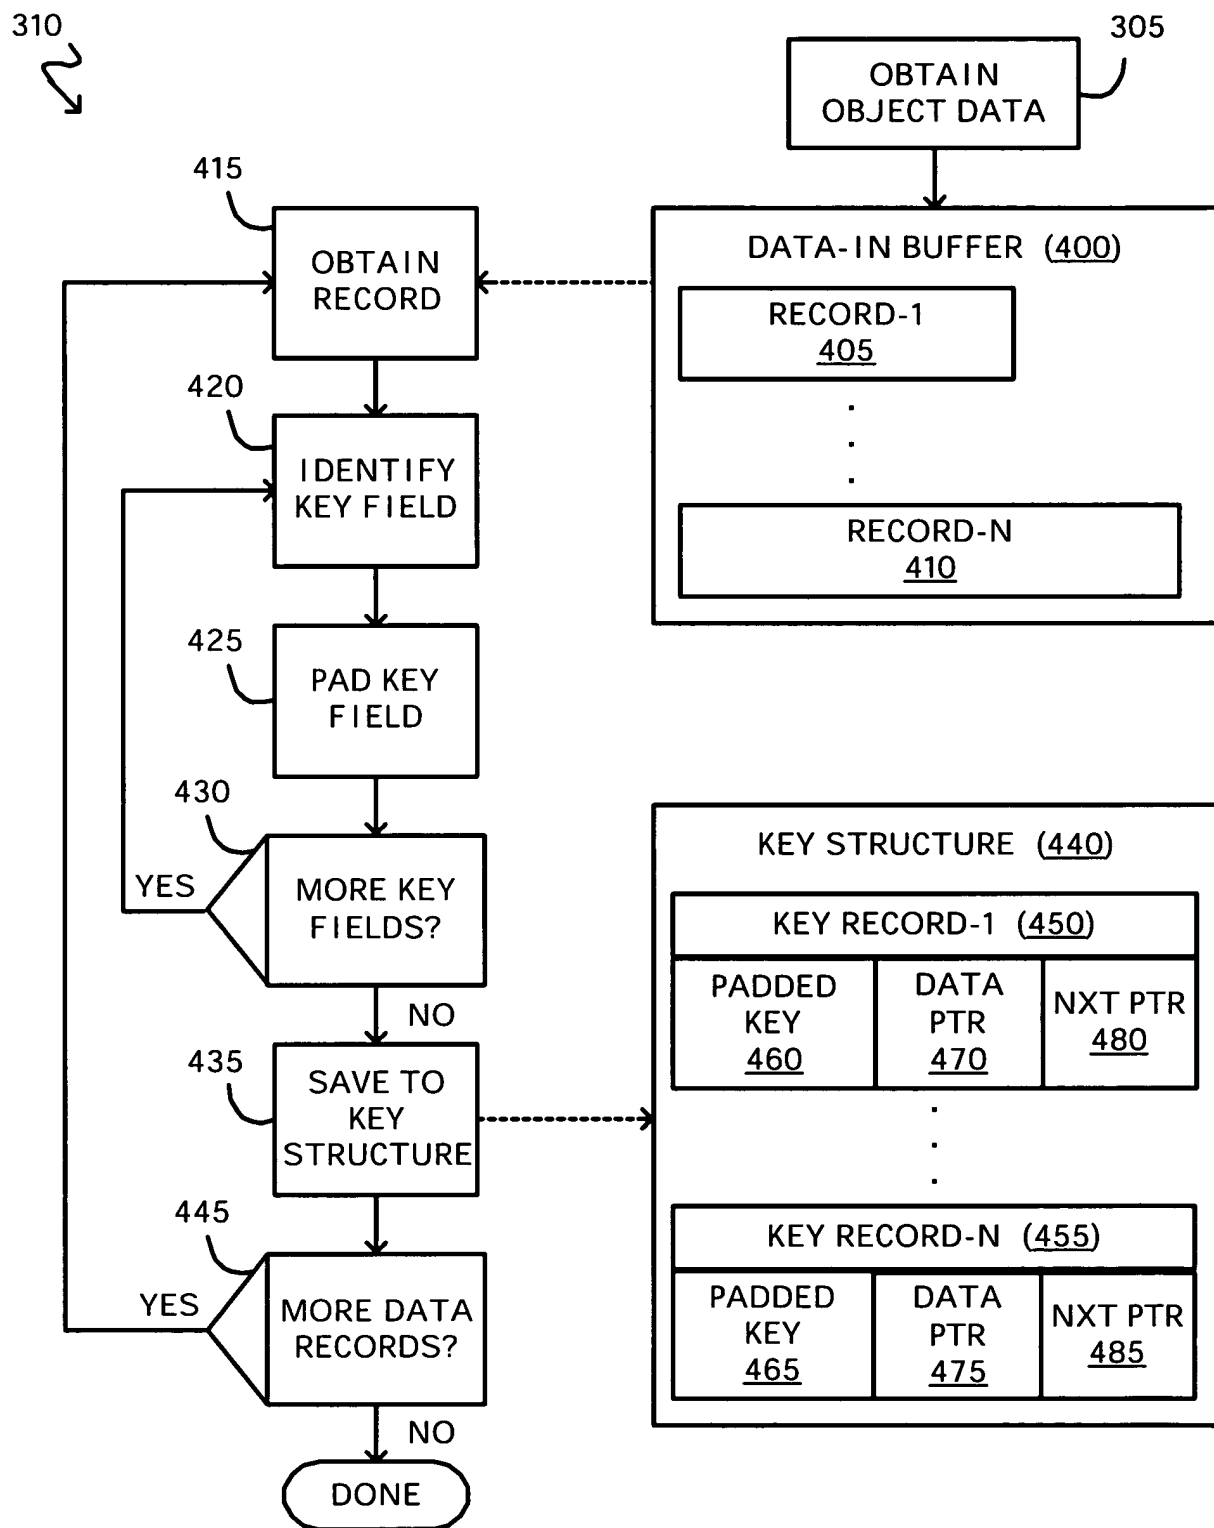 310
305
OBTAIN
OBJECT DATA
415
OBTAIN
RECORD
DATA-IN BUFFER (400)
RECORD-1
405
420
IDENTIFY
KEY FIELD
RECORD-N
410
425
PAD KEY
FIELD
430
YES
MORE KEY
FIELDS?
NO
KEY STRUCTURE (440)
KEY RECORD-1 (450)
PADDED
KEY
460
DATA
PTR
470
NXT PTR
480
435
SAVE TO
KEY
STRUCTURE
445
YES
MORE DATA
RECORDS?
NO
KEY RECORD-N (455)
PADDED
KEY
465
DATA
PTR
475
NXT PTR
485
DONE